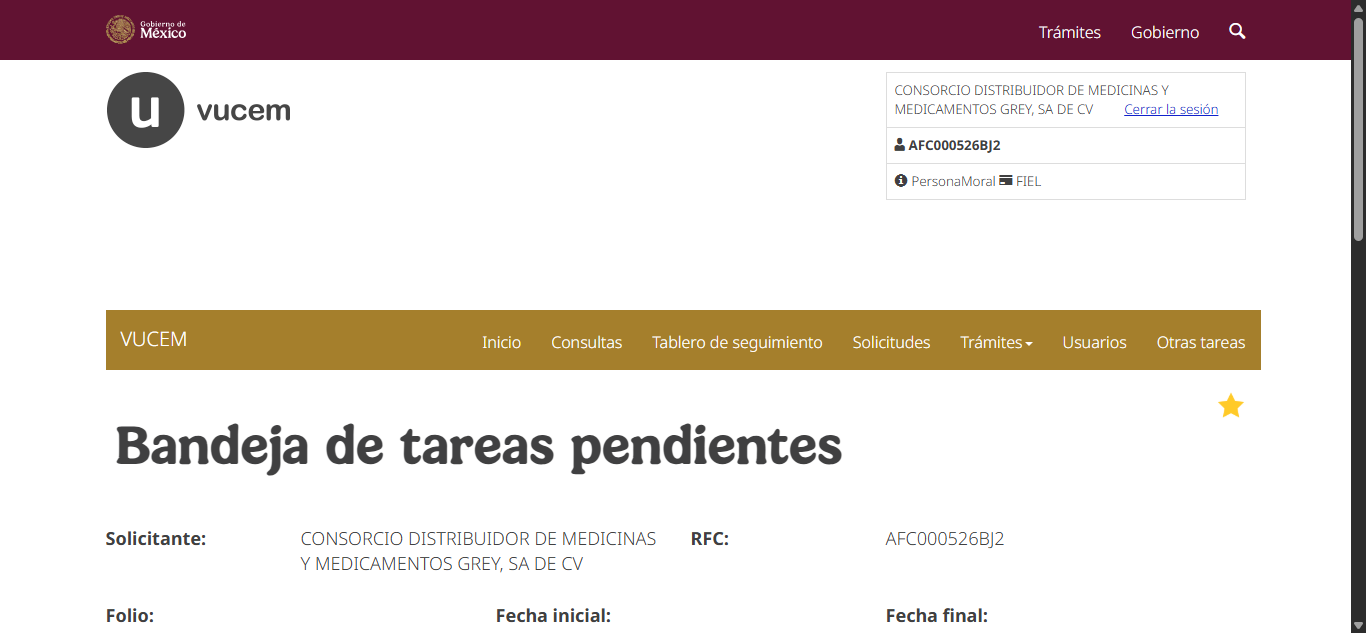 Gobierno de
México
Trámites
Gobierno
u vucem
CONSORCIO DISTRIBUIDOR DE MEDICINAS Y
MEDICAMENTOS GREY, SA DE CV Cerrar la sesión
AFC000526BJ2
PersonaMoral FIEL
VUCEM
Inicio
Consultas
Tablero de seguimiento
Solicitudes
Trámites
Usuarios
Otras tareas
Bandeja de tareas pendientes
Solicitante:
CONSORCIO DISTRIBUIDOR DE MEDICINAS
Y MEDICAMENTOS GREY, SA DE CV
RFC:
AFC000526BJ2
Folio:
Fecha inicial:
Fecha final: